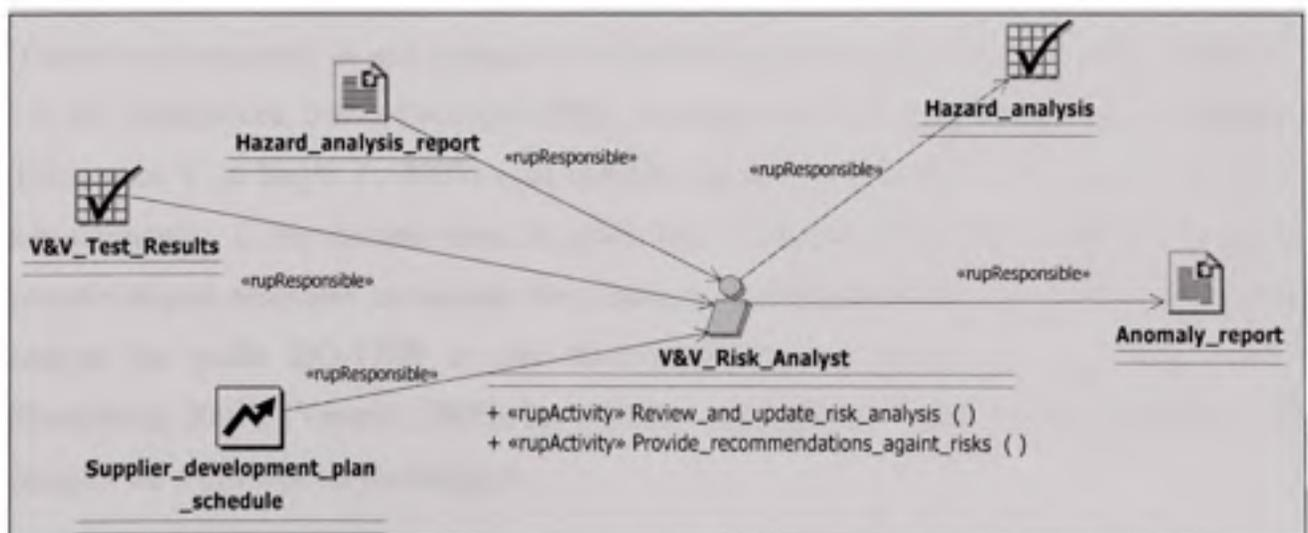 Hazard_analysis
Hazard_analysis_report
«rupResponsible»
«rupResponsible»
V&V_Test_Results
«rupResponsible»
«rupResponsible»
Anomaly_report
V&V_Risk_Analyst
«rupResponsible»
+ «rupActivity» Review_and_update_risk_analysis ( )
+ «rupActivity» Provide_recommendations_againt_risks ( )
Supplier_development_plan
_schedule